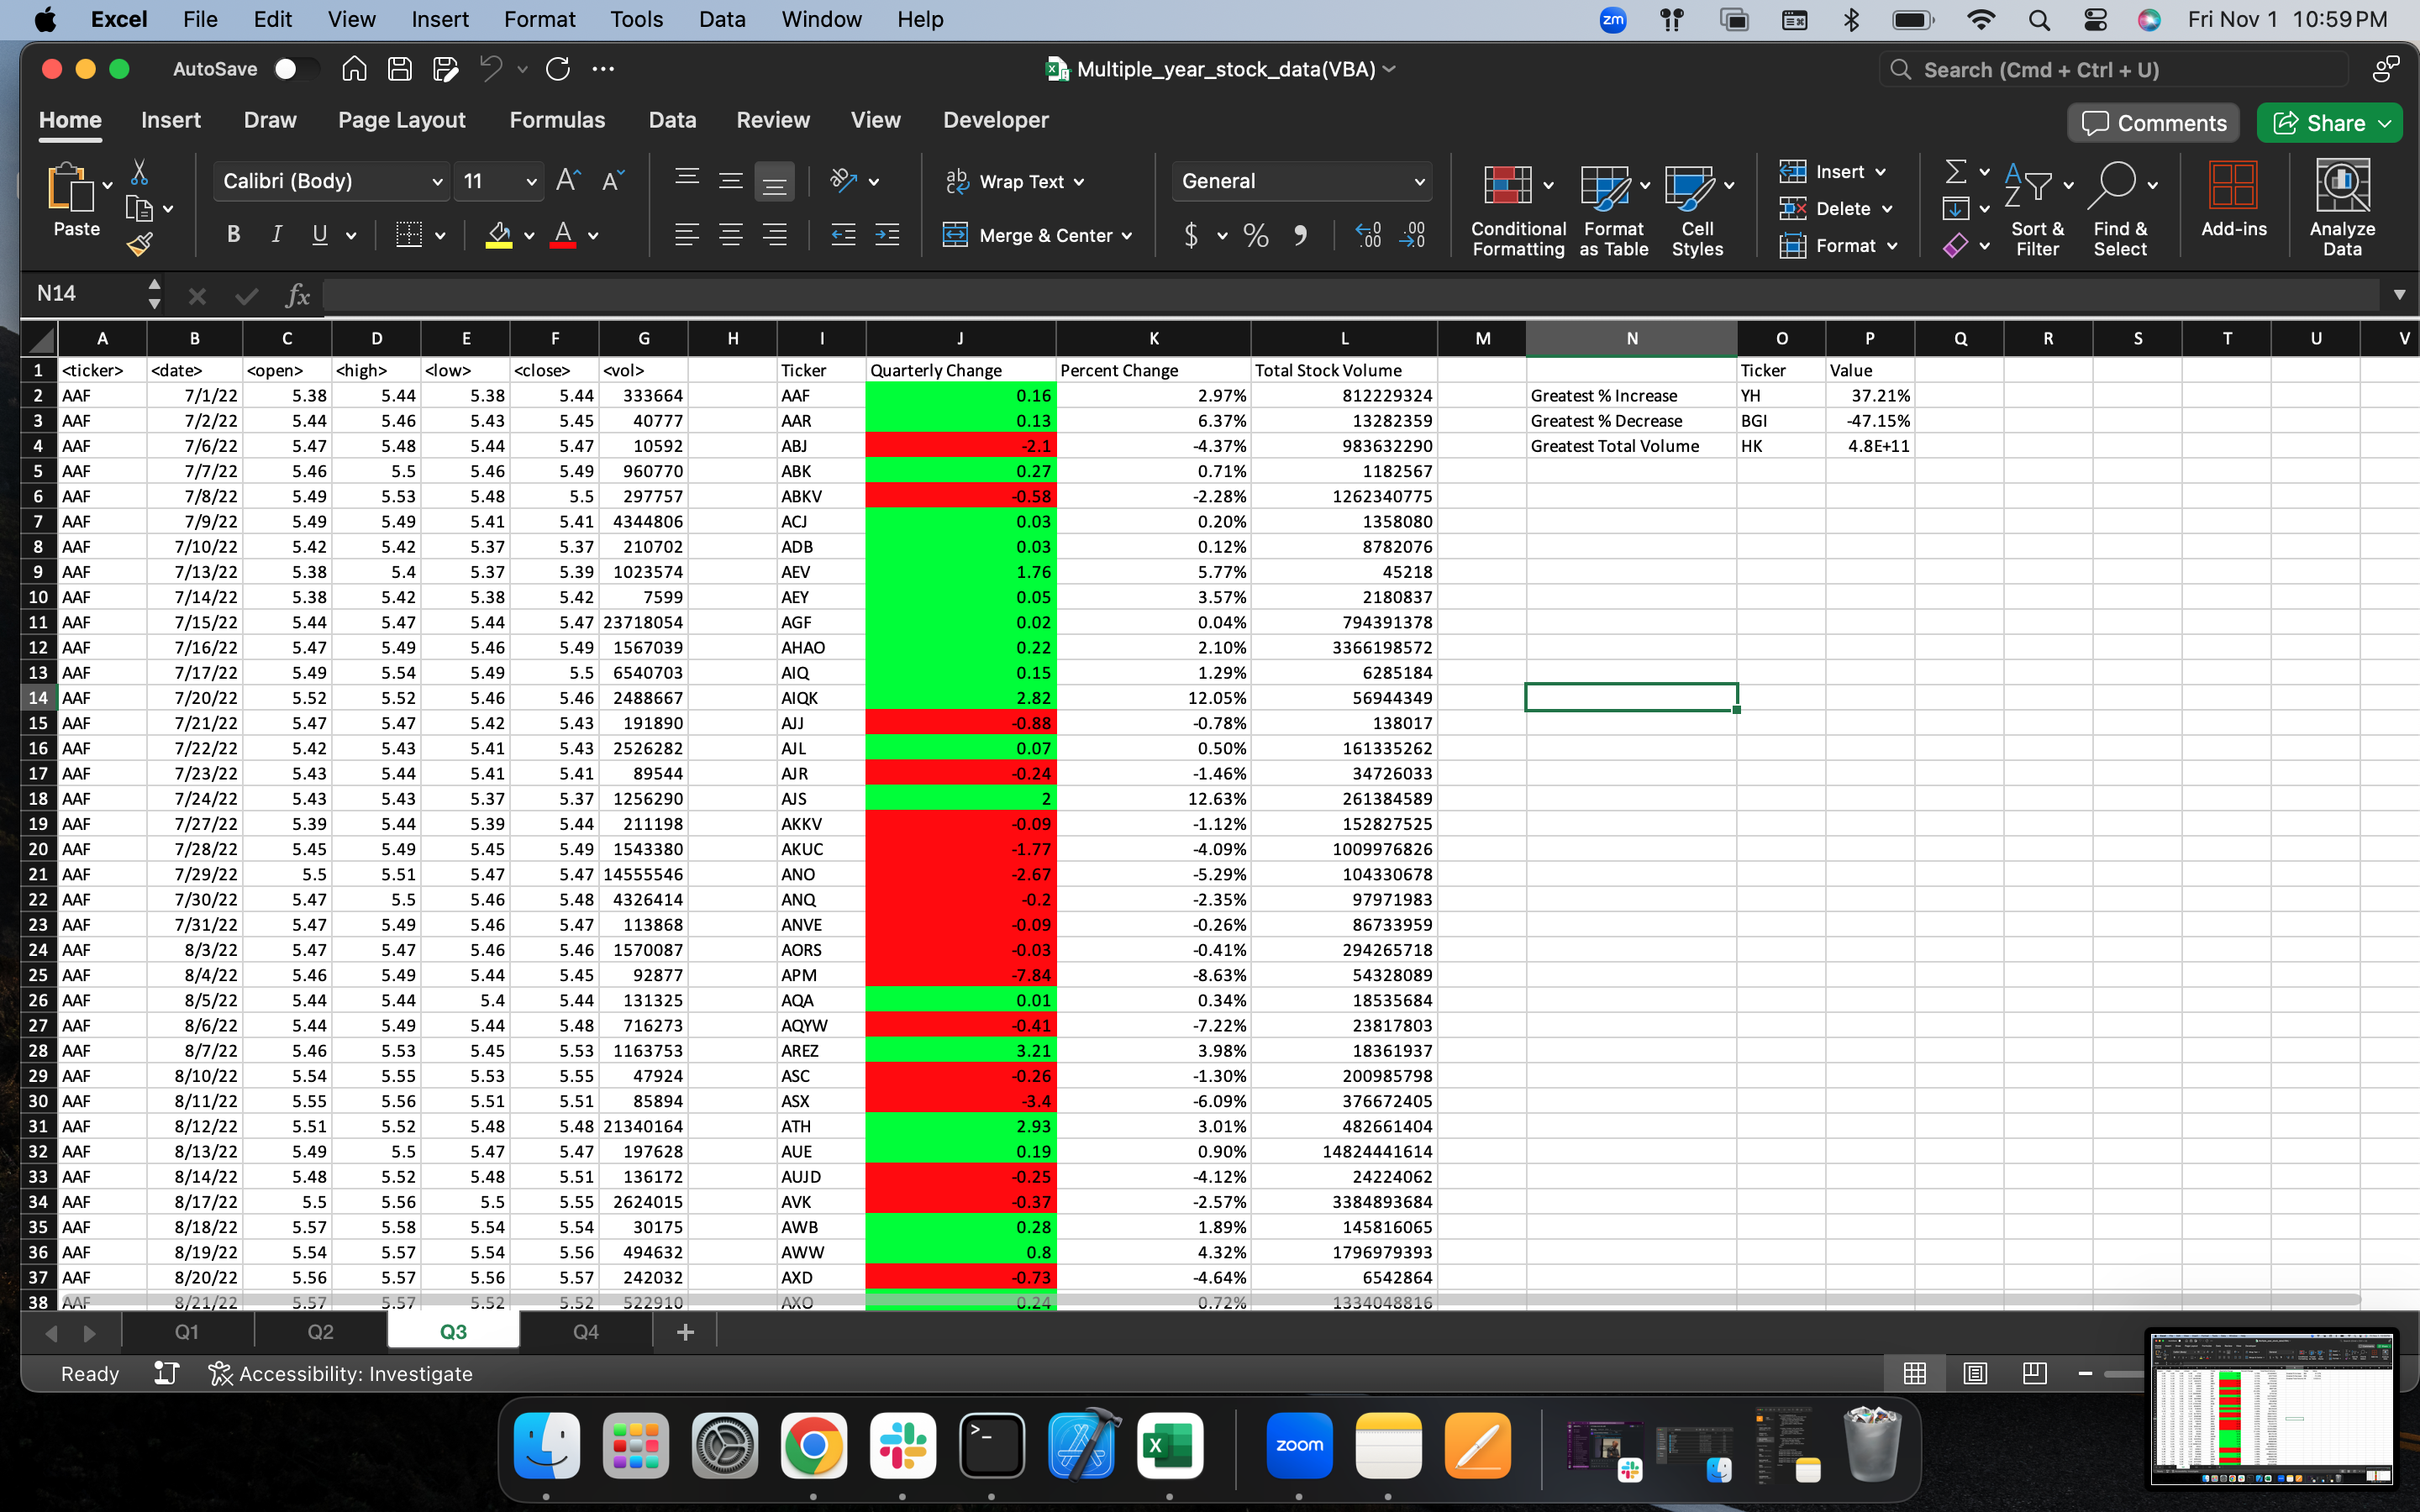 Excel File Edit View Insert Format Tools Data Window Help zm Fri Nov 1 10:59 PM
AutoSave Multiple_year_stock_data(VBA) Search (Cmd + Ctrl + U)
Home Insert Draw Page Layout Formulas Data Review View Developer Comments Share
Paste Calibri (Body) 11 Wrap Text General Insert
B I U Merge & Center $ % Conditional Formatting Format as Table Cell Styles Delete Format Sort & Filter Find & Select Add-ins Analyze Data
N14 fx
A B C D E F G H I J K L M N O P Q R S T U V
1 <ticker> <date> <open> <high> <low> <close> <vol> Ticker Quarterly Change Percent Change Total Stock Volume Ticker Value
2 AAF 7/1/22 5.38 5.44 5.38 5.44 333664 AAF 0.16 2.97% 812229324 Greatest % Increase YH 37.21%
3 AAF 7/2/22 5.44 5.46 5.43 5.45 40777 AAR 0.13 6.37% 13282359 Greatest % Decrease BGI -47.15%
4 AAF 7/6/22 5.47 5.48 5.44 5.47 10592 ABJ -2.1 -4.37% 983632290 Greatest Total Volume HK 4.8E+11
5 AAF 7/7/22 5.46 5.5 5.46 5.49 960770 ABK 0.27 0.71% 1182567
6 AAF 7/8/22 5.49 5.53 5.48 5.5 297757 ABKV -0.58 -2.28% 1262340775
7 AAF 7/9/22 5.49 5.49 5.41 5.41 4344806 ACJ 0.03 0.20% 1358080
8 AAF 7/10/22 5.42 5.42 5.37 5.37 210702 ADB 0.03 0.12% 8782076
9 AAF 7/13/22 5.38 5.4 5.37 5.39 1023574 AEV 1.76 5.77% 45218
10 AAF 7/14/22 5.38 5.42 5.38 5.42 7599 AEY 0.05 3.57% 2180837
11 AAF 7/15/22 5.44 5.47 5.44 5.47 23718054 AGF 0.02 0.04% 794391378
12 AAF 7/16/22 5.47 5.49 5.46 5.49 1567039 AHAO 0.22 2.10% 3366198572
13 AAF 7/17/22 5.49 5.54 5.49 5.5 6540703 AIQ 0.15 1.29% 6285184
14 AAF 7/20/22 5.52 5.52 5.46 5.46 2488667 AIQK 2.82 12.05% 56944349
15 AAF 7/21/22 5.47 5.47 5.42 5.43 191890 AJJ -0.88 -0.78% 138017
16 AAF 7/22/22 5.42 5.43 5.41 5.43 2526282 AJL 0.07 0.50% 161335262
17 AAF 7/23/22 5.43 5.44 5.41 5.41 89544 AJR -0.24 -1.46% 34726033
18 AAF 7/24/22 5.43 5.43 5.37 5.37 1256290 AJS 2 12.63% 261384589
19 AAF 7/27/22 5.39 5.44 5.39 5.44 211198 AKKV -0.09 -1.12% 152827525
20 AAF 7/28/22 5.45 5.49 5.45 5.49 1543380 AKUC -1.77 -4.09% 1009976826
21 AAF 7/29/22 5.5 5.51 5.47 5.47 14555546 ANO -2.67 -5.29% 104330678
22 AAF 7/30/22 5.47 5.5 5.46 5.48 4326414 ANQ -0.2 -2.35% 97971983
23 AAF 7/31/22 5.47 5.49 5.46 5.47 113868 ANVE -0.09 -0.26% 86733959
24 AAF 8/3/22 5.47 5.47 5.46 5.46 1570087 AORS -0.03 -0.41% 294265718
25 AAF 8/4/22 5.46 5.49 5.44 5.45 92877 APM -7.84 -8.63% 54328089
26 AAF 8/5/22 5.44 5.44 5.4 5.44 131325 AQA 0.01 0.34% 18535684
27 AAF 8/6/22 5.44 5.49 5.44 5.48 716273 AQYW -0.41 -7.22% 23817803
28 AAF 8/7/22 5.46 5.53 5.45 5.53 1163753 AREZ 3.21 3.98% 18361937
29 AAF 8/10/22 5.54 5.55 5.53 5.55 47924 ASC -0.26 -1.30% 200985798
30 AAF 8/11/22 5.55 5.56 5.51 5.51 85894 ASX -3.4 -6.09% 376672405
31 AAF 8/12/22 5.51 5.52 5.48 5.48 21340164 ATH 2.93 3.01% 482661404
32 AAF 8/13/22 5.49 5.5 5.47 5.47 197628 AUE 0.19 0.90% 14824441614
33 AAF 8/14/22 5.48 5.52 5.48 5.51 136172 AUJD -0.25 -4.12% 24224062
34 AAF 8/17/22 5.5 5.56 5.5 5.55 2624015 AVK -0.37 -2.57% 3384893684
35 AAF 8/18/22 5.57 5.58 5.54 5.54 30175 AWB 0.28 1.89% 145816065
36 AAF 8/19/22 5.54 5.57 5.54 5.56 494632 AWW 0.8 4.32% 1796979393
37 AAF 8/20/22 5.56 5.57 5.56 5.57 242032 AXD -0.73 -4.64% 6542864
38 AAF 8/21/22 5.57 5.57 5.52 5.52 522910 AXO 0.24 0.72% 1334048816
Q1 Q2 Q3 Q4 +
Ready Accessibility: Investigate
zoom